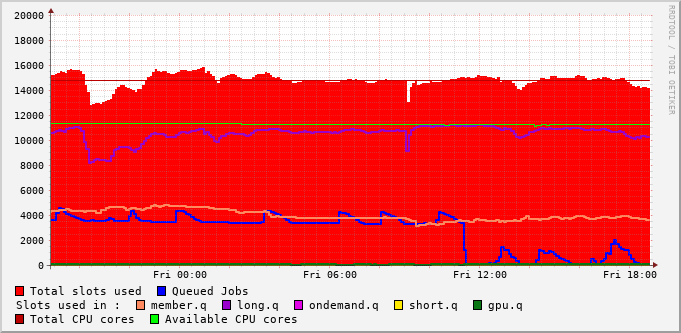 20000
18000
16000
14000
12000
10000
8000
6000
4000
2000
0
Fri 00:00 Fri 06:00 Fri 12:00 Fri 18:00
RRDTOOL / TOBI OETIKER
Total slots used Queued Jobs
Slots used in : member.q long.q ondemand.q short.q gpu.q
Total CPU cores Available CPU cores